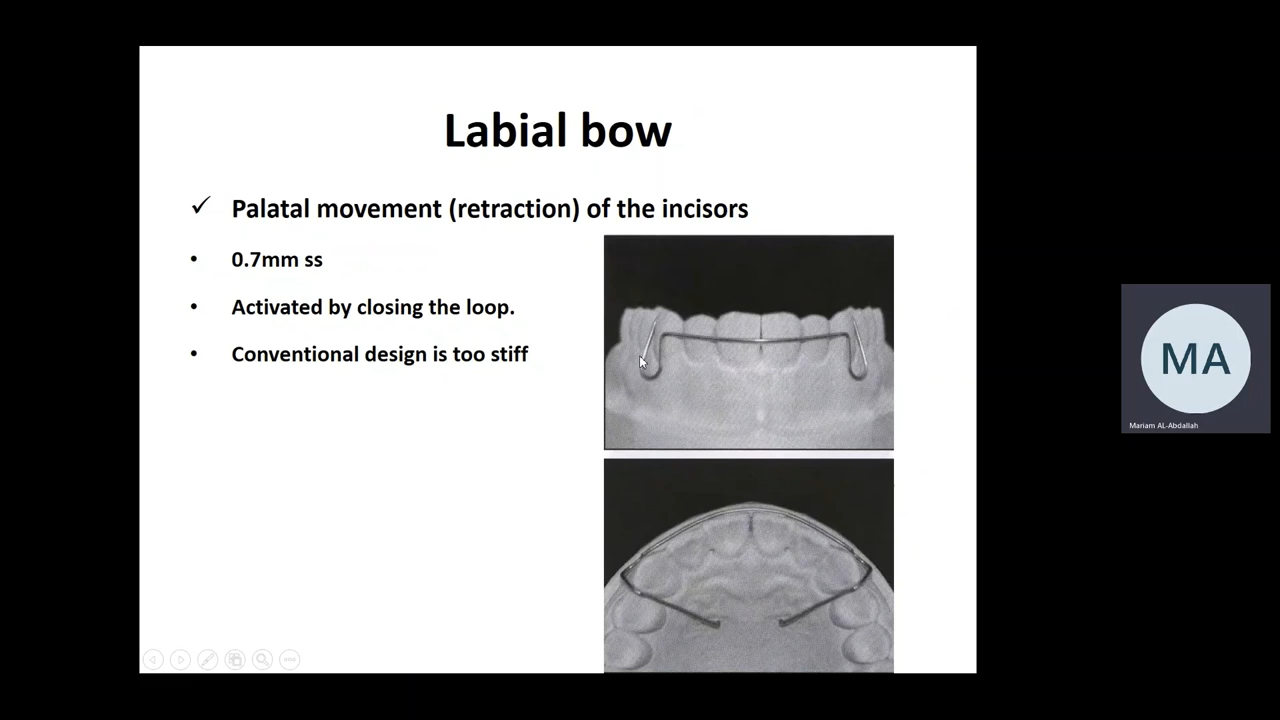 Labial bow
✓ Palatal movement (retraction) of the incisors
• 0.7mm ss
• Activated by closing the loop.
• Conventional design is too stiff
MA
Mariam AL-Abdallah